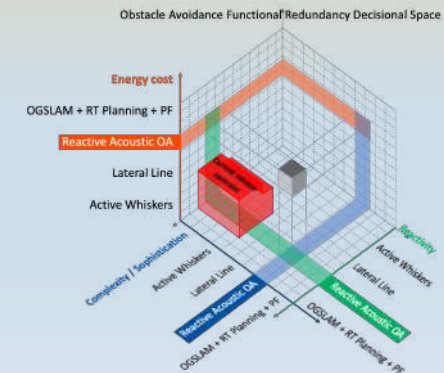 Obstacle Avoidance Functional Redundancy Decisional Space
Energy cost
OGSLAM + RT Planning + PF
Reactive Acoustic OA
Lateral Line
Active Whiskers
Complexity / Sophistication
Active Whiskers
Lateral Line
Reactive Acoustic OA
OGSLAM + RT Planning + PF
Reactivity
Active Whiskers
Lateral Line
Reactive Acoustic OA
OGSLAM + RT Planning + PF